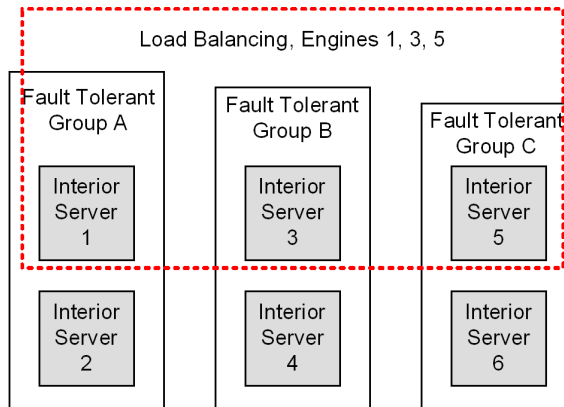 Load Balancing, Engines 1, 3, 5
Fault Tolerant
Group A
Fault Tolerant
Group B
Fault Tolerant
Group C
Interior
Server
1
Interior
Server
3
Interior
Server
5
Interior
Server
2
Interior
Server
4
Interior
Server
6